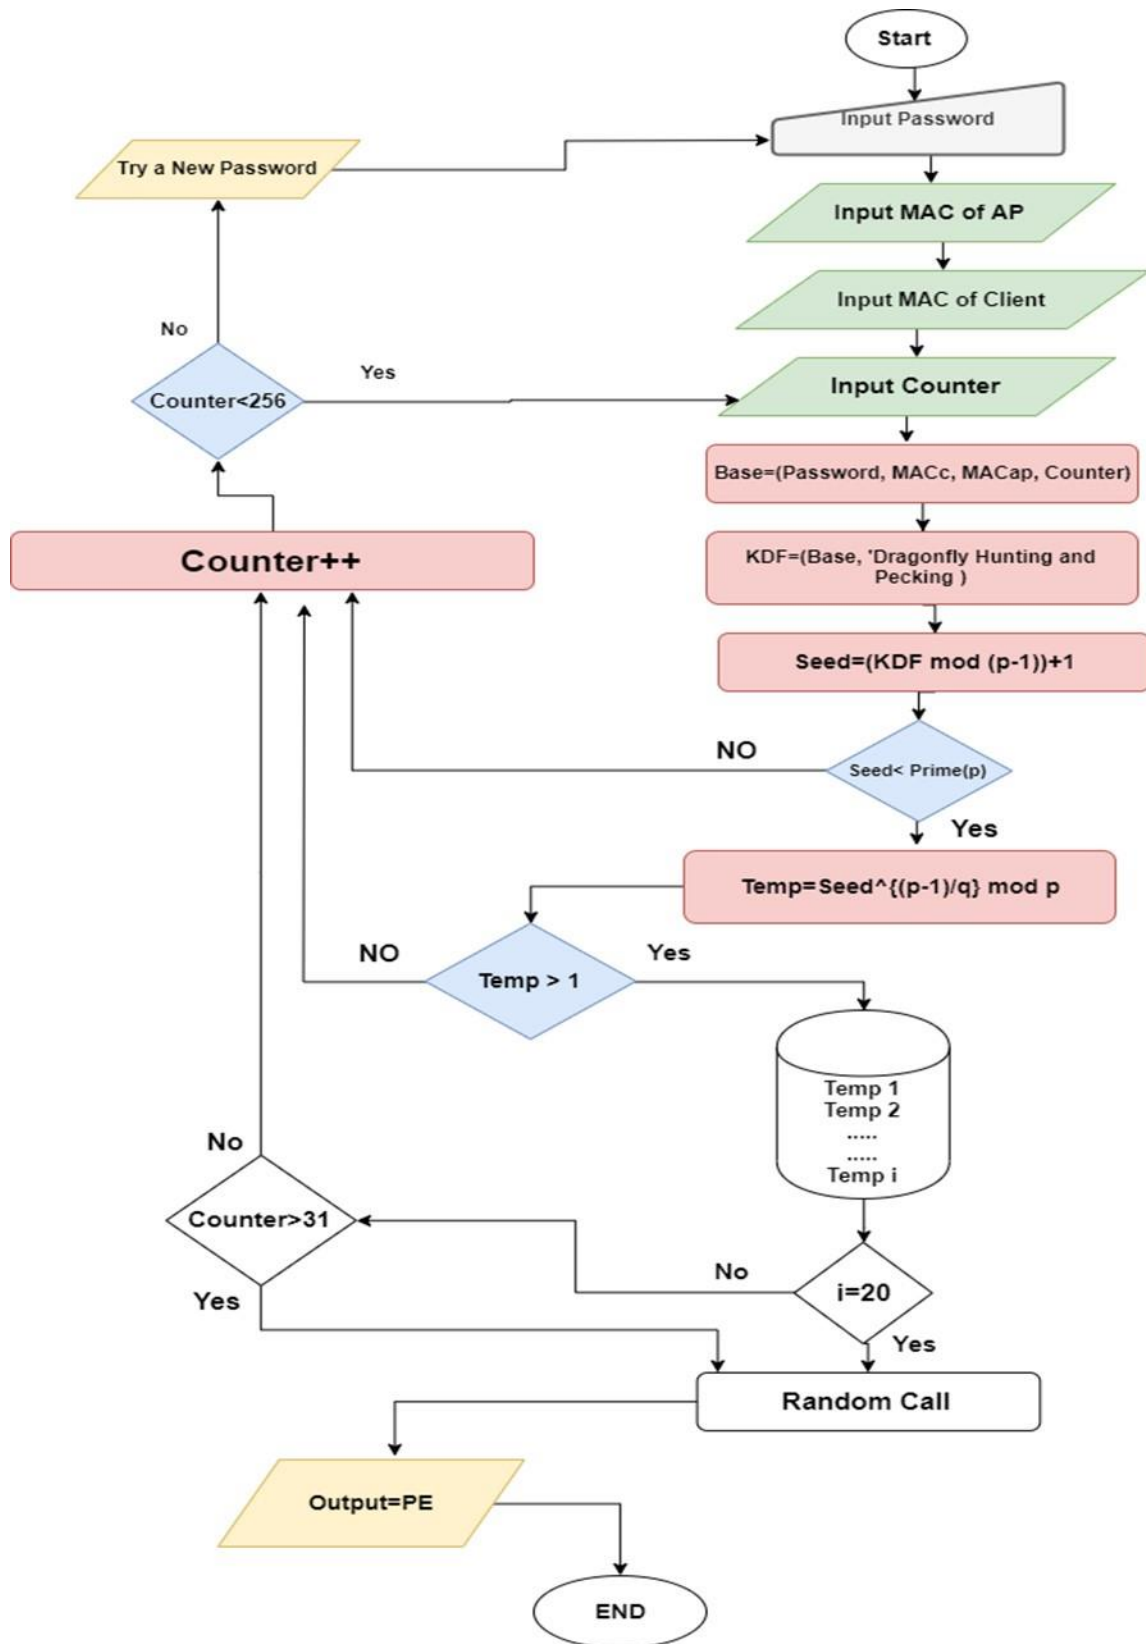 Start
Input Password
Try a New Password
Input MAC of AP
Input MAC of Client
No
Yes
Counter<256
Input Counter
Base=(Password, MACc, MACap, Counter)
Counter++
KDF=(Base, 'Dragonfly Hunting and
Pecking )
Seed=(KDF mod (p-1))+1
NO
Seed< Prime(p)
Yes
Temp=Seed^{(p-1)/q} mod p
NO
Yes
Temp > 1
Temp 1
Temp 2
.....
.....
Temp i
No
Counter>31
No
i=20
Yes
Yes
Random Call
Output=PE
END